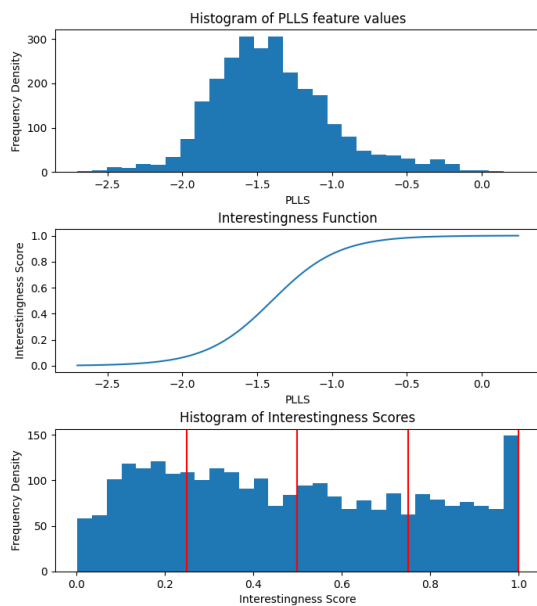 Histogram of PLLS feature values
Frequency Density
300
200
100
0
−2.5 −2.0 −1.5 −1.0 −0.5 0.0
PLLS
Interestingness Function
Interestingness Score
1.0
0.8
0.6
0.4
0.2
0.0
−2.5 −2.0 −1.5 −1.0 −0.5 0.0
PLLS
Histogram of Interestingness Scores
Frequency Density
150
100
50
0
0.0 0.2 0.4 0.6 0.8 1.0
Interestingness Score